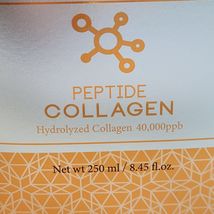 PEPTIDE
COLLAGEN
Hydrolyzed Collagen 40,000ppb
Net wt 250 ml / 8.45 fl.oz.